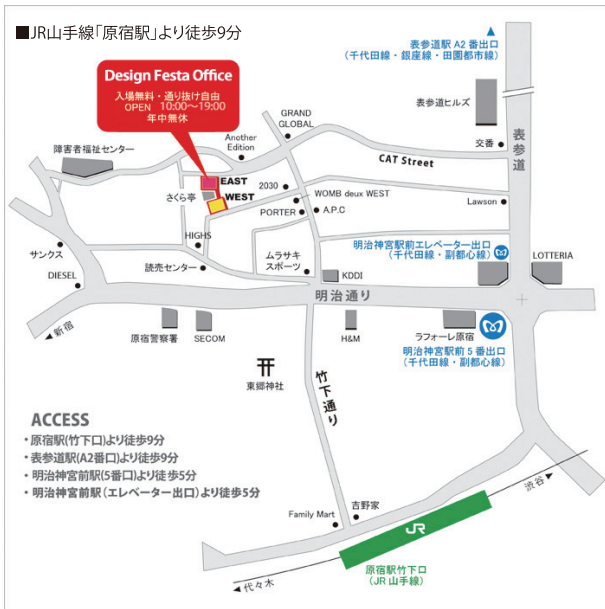 ■JR山手線「原宿駅」より徒歩9分
▲
表参道駅 A2 番出口
(千代田線・銀座線・田園都市線)
Design Festa Office
入場無料・通り抜け自由
OPEN 10:00～19:00
年中無休
表参道ヒルズ
GRAND
GLOBAL
Another
Edition
障害者福祉センター
交番
表参道
CAT Street
EAST
2030
WOMB deux WEST
さくら亭
WEST
PORTER
A.P.C
Lawson
HIGHS
サンクス
ムラサキ
スポーツ
明治神宮駅前エレベーター出口
(千代田線・副都心線)
LOTTERIA
読売センター
DIESEL
KDDI
明治通り
◀新宿
原宿警察署
SECOM
H&M
ラフォーレ原宿
明治神宮駅前 5 番出口
(千代田線・副都心線)
東郷神社
竹下通り
ACCESS
・原宿駅(竹下口)より徒歩9分
・表参道駅(A2番口)より徒歩9分
・明治神宮前駅(5番口)より徒歩5分
・明治神宮前駅(エレベーター出口)より徒歩5分
渋谷▶
吉野家
Family Mart
JR
原宿駅竹下口
(JR 山手線)
◀代々木